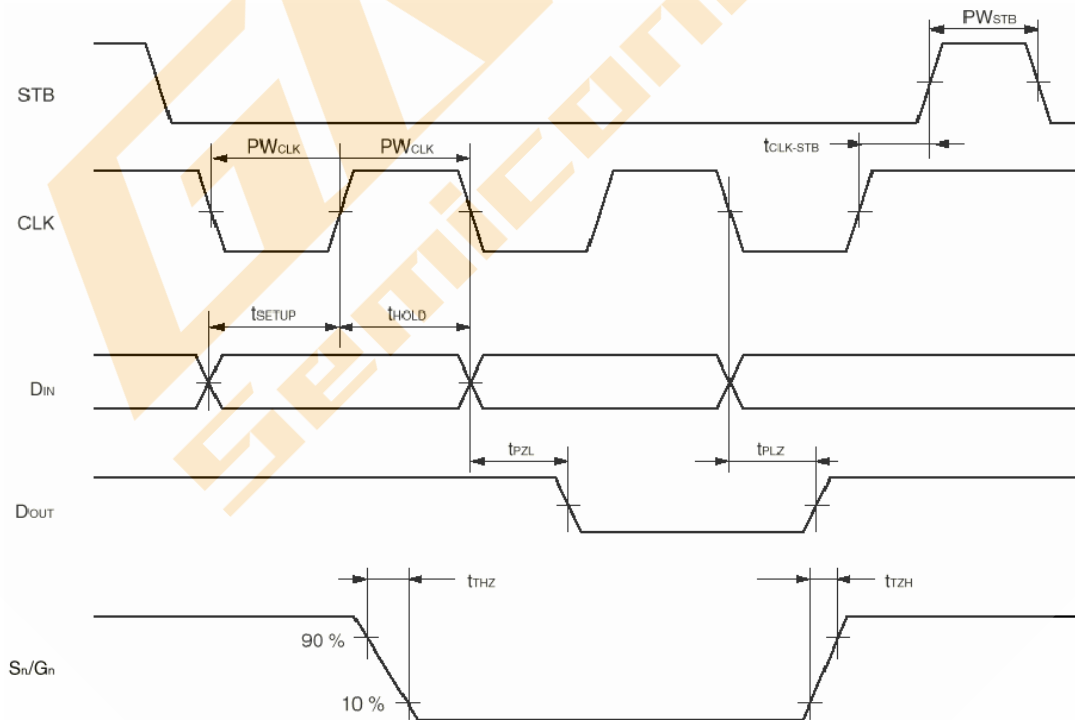 PWSTB
STB
PWCLK PWCLK
tCLK-STB
CLK
tSETUP tHOLD
DIN
tPZL tPLZ
DOUT
tTHZ tTZH
90 %
Sn/Gn
10 %
Semicon